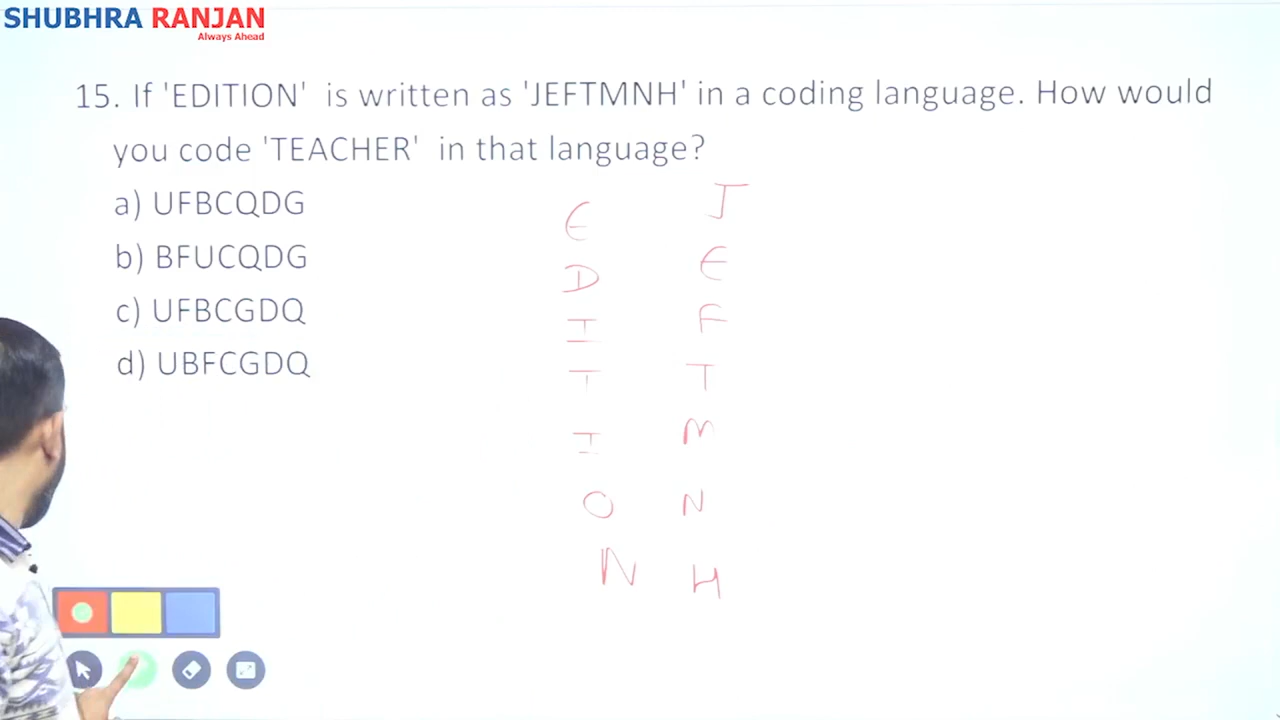 SHUBHRA RANJAN
Always Ahead
15. If 'EDITION' is written as 'JEFTMNH' in a coding language. How would
you code 'TEACHER' in that language?
a) UFBCQDG
b) BFUCQDG
c) UFBCGDQ
d) UBFCGDQ
E J
D E
I F
T T
I M
O N
N H